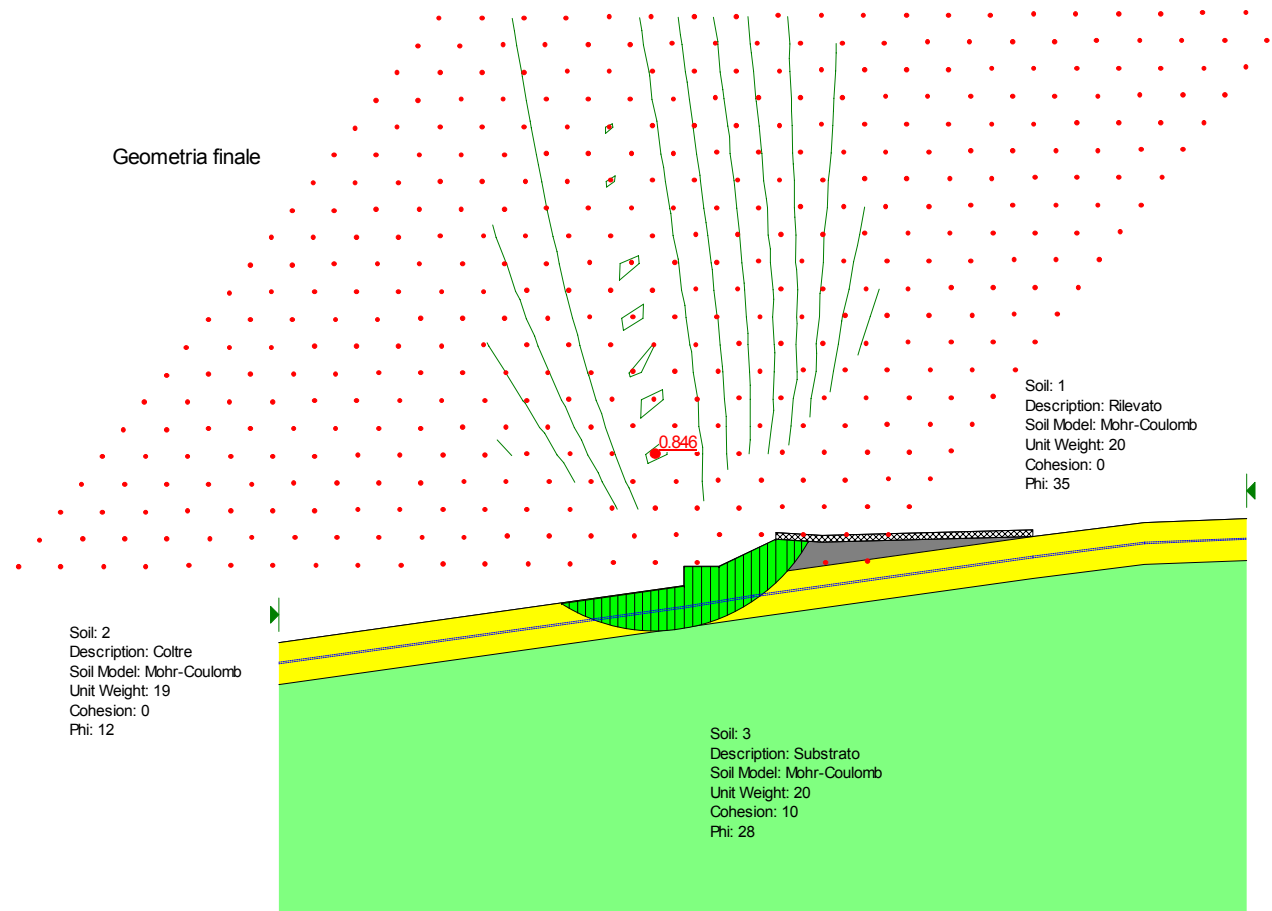 Geometria finale
0.846
Soil: 1
Description: Rilevato
Soil Model: Mohr-Coulomb
Unit Weight: 20
Cohesion: 0
Phi: 35
Soil: 2
Description: Coltre
Soil Model: Mohr-Coulomb
Unit Weight: 19
Cohesion: 0
Phi: 12
Soil: 3
Description: Substrato
Soil Model: Mohr-Coulomb
Unit Weight: 20
Cohesion: 10
Phi: 28